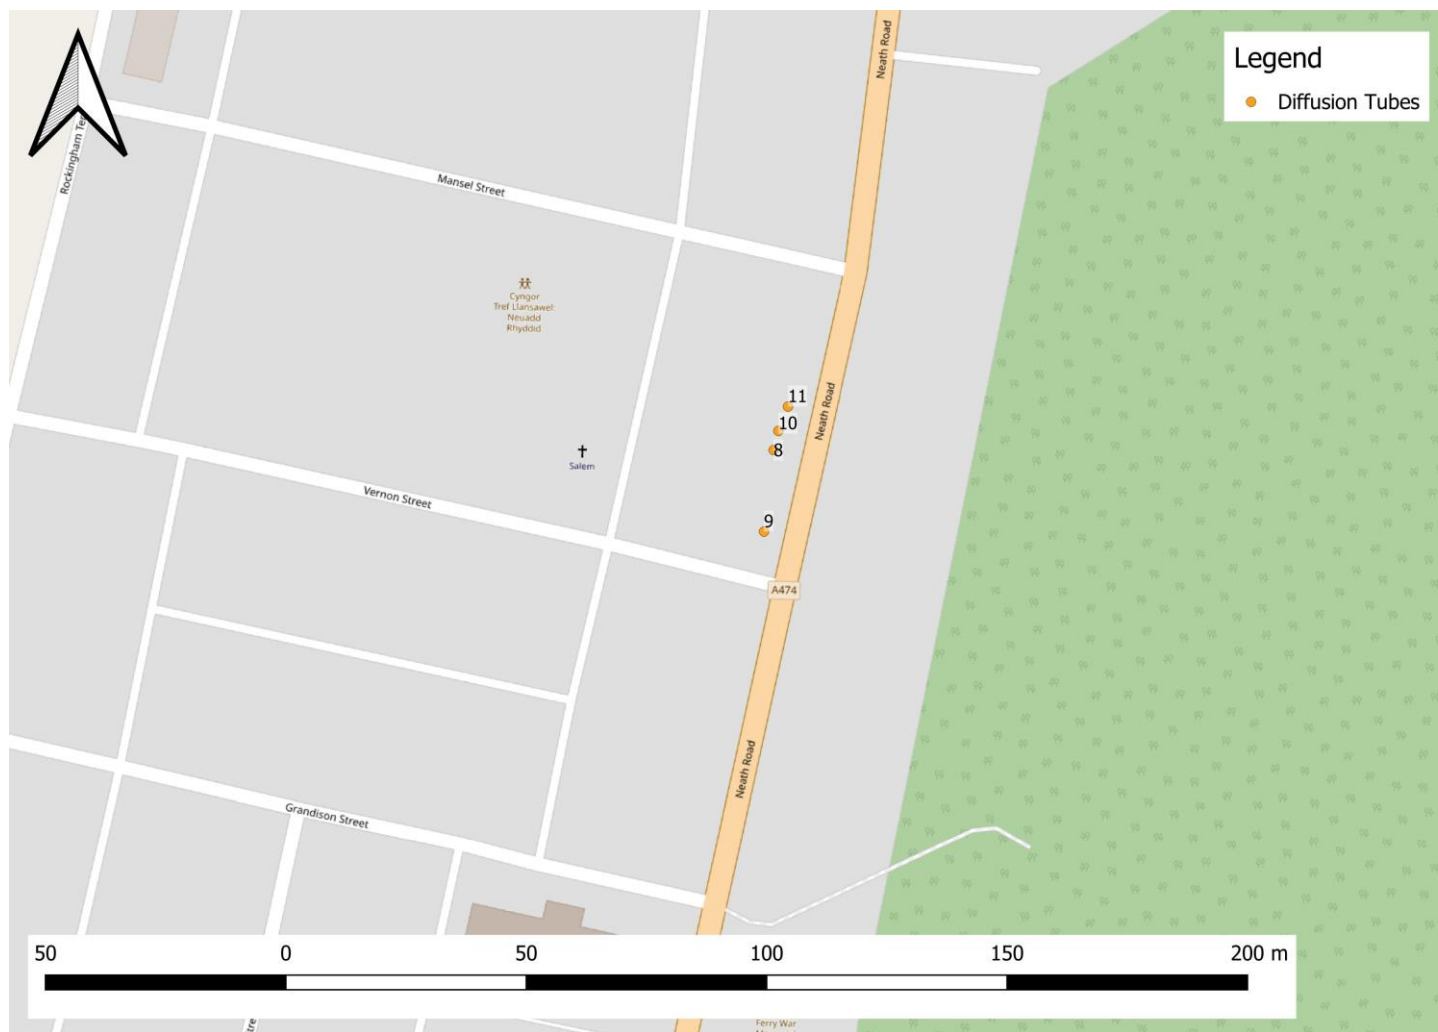 Neath Road
Legend
Diffusion Tubes
Rockingham Ter
Mansel Street
Cyngor
Tref Llansawel:
Neuadd
Rhyddid
11
Neath Road
10
8
Salem
Vernon Street
9
A474
Neath Road
Grandison Street
50 0 50 100 150 200 m
Ferry War